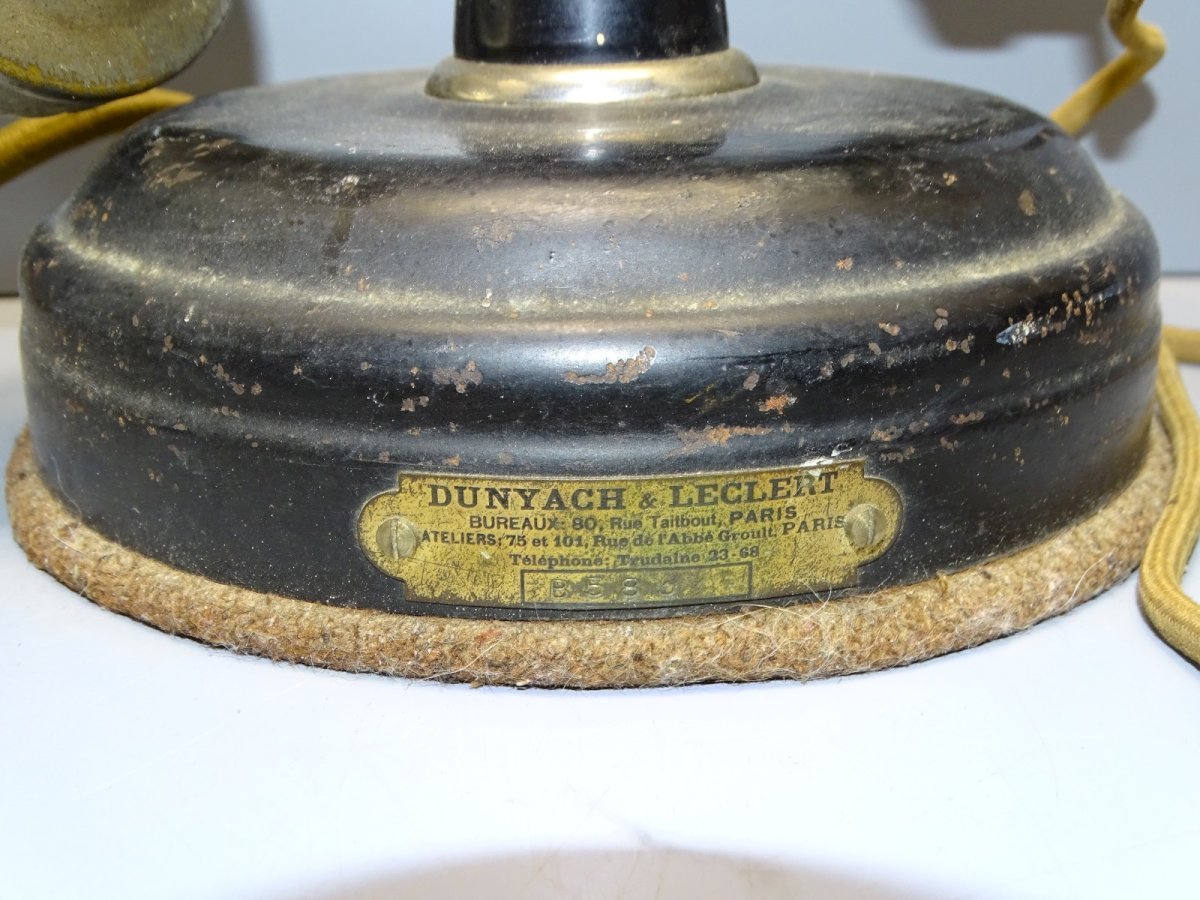 DUNYACH & LECLERT
BUREAUX: 80, Rue Taitbout, PARIS
ATELIERS: 75 et 101, Rue de l'Abbé Groult, PARIS
Téléphone: Trudaine 23-68